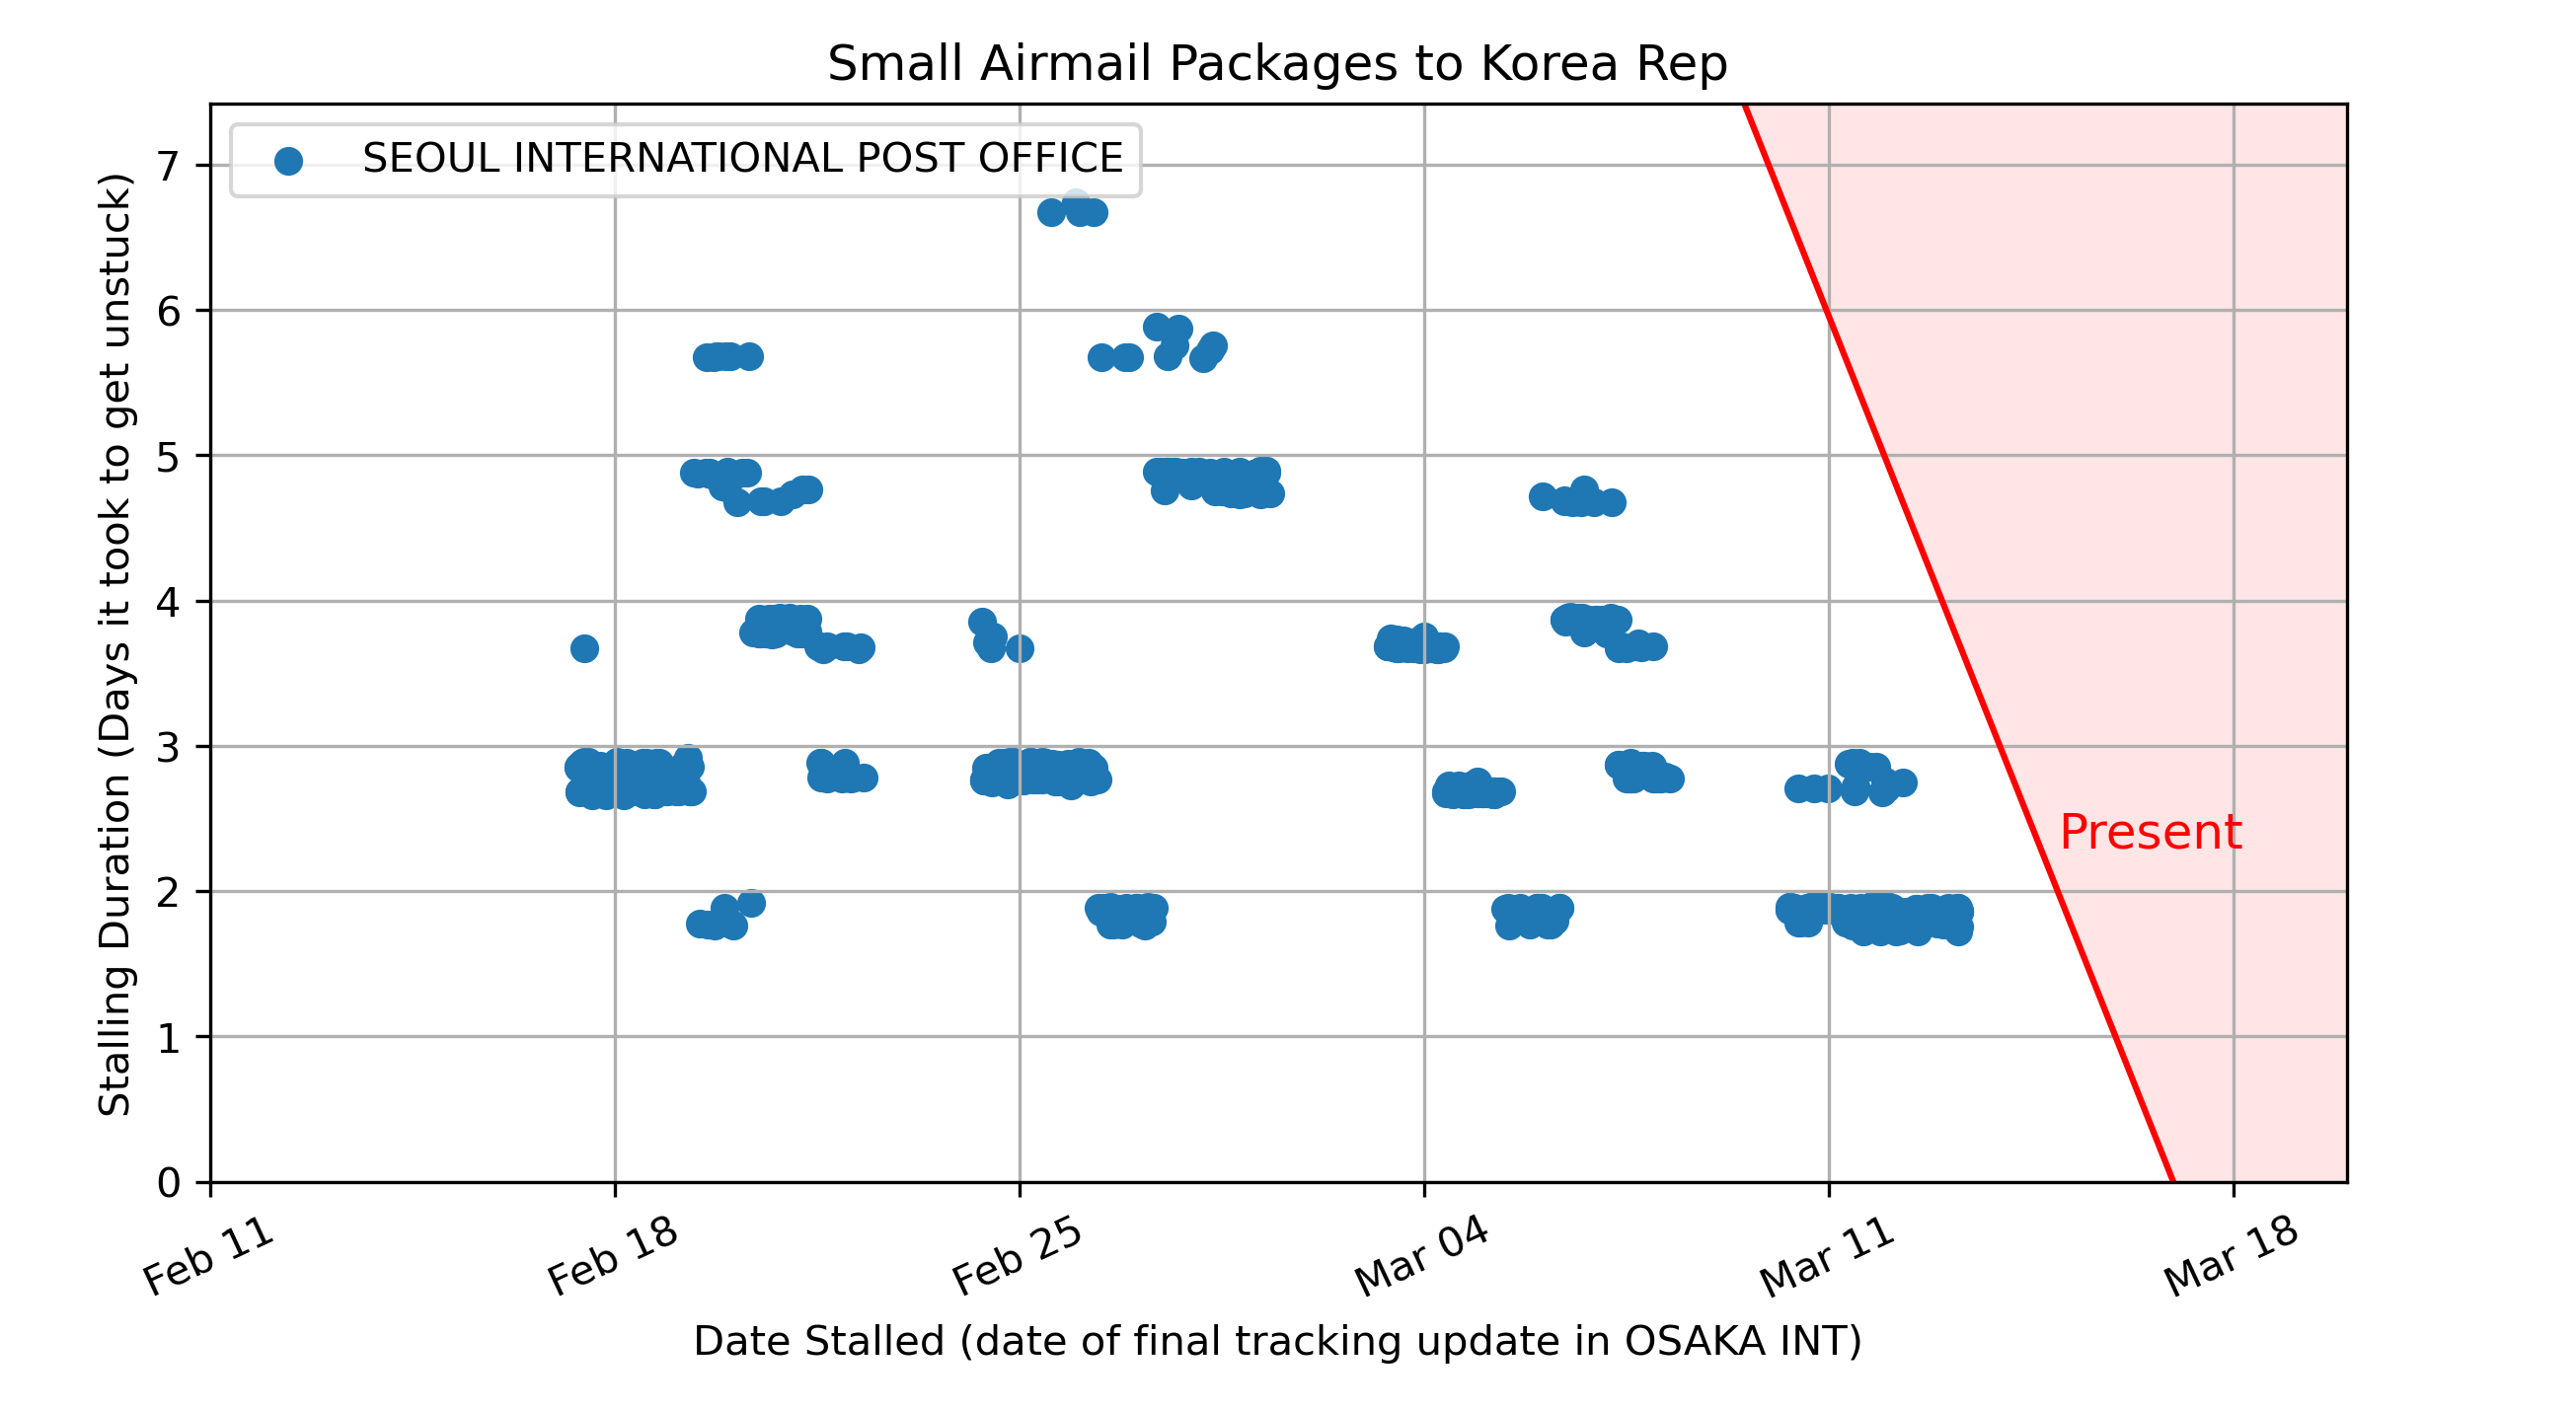 Small Airmail Packages to Korea Rep
SEOUL INTERNATIONAL POST OFFICE
Stalling Duration (Days it took to get unstuck)
7
6
5
4
3
2
1
0
Present
Feb 11
Feb 18
Feb 25
Mar 04
Mar 11
Mar 18
Date Stalled (date of final tracking update in OSAKA INT)